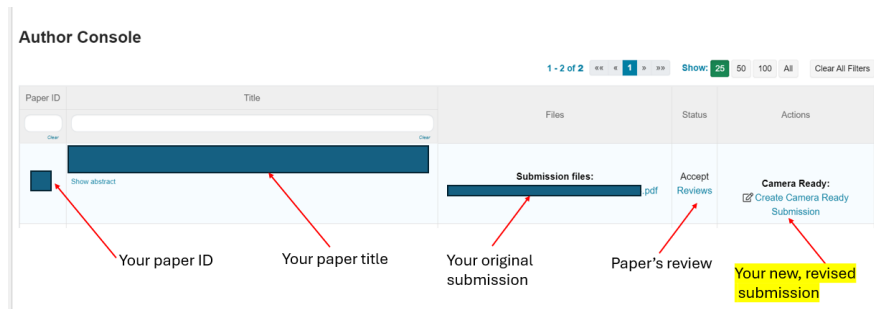 Author Console
1 - 2 of 2 «« « 1 » »» Show: 25 50 100 All Clear All Filters
Paper ID Title Files Status Actions
Clear Clear
Submission files: Accept Camera Ready:
.pdf Reviews Create Camera Ready
Show abstract Submission
Your paper ID Your paper title Your original Paper's review Your new, revised
submission submission